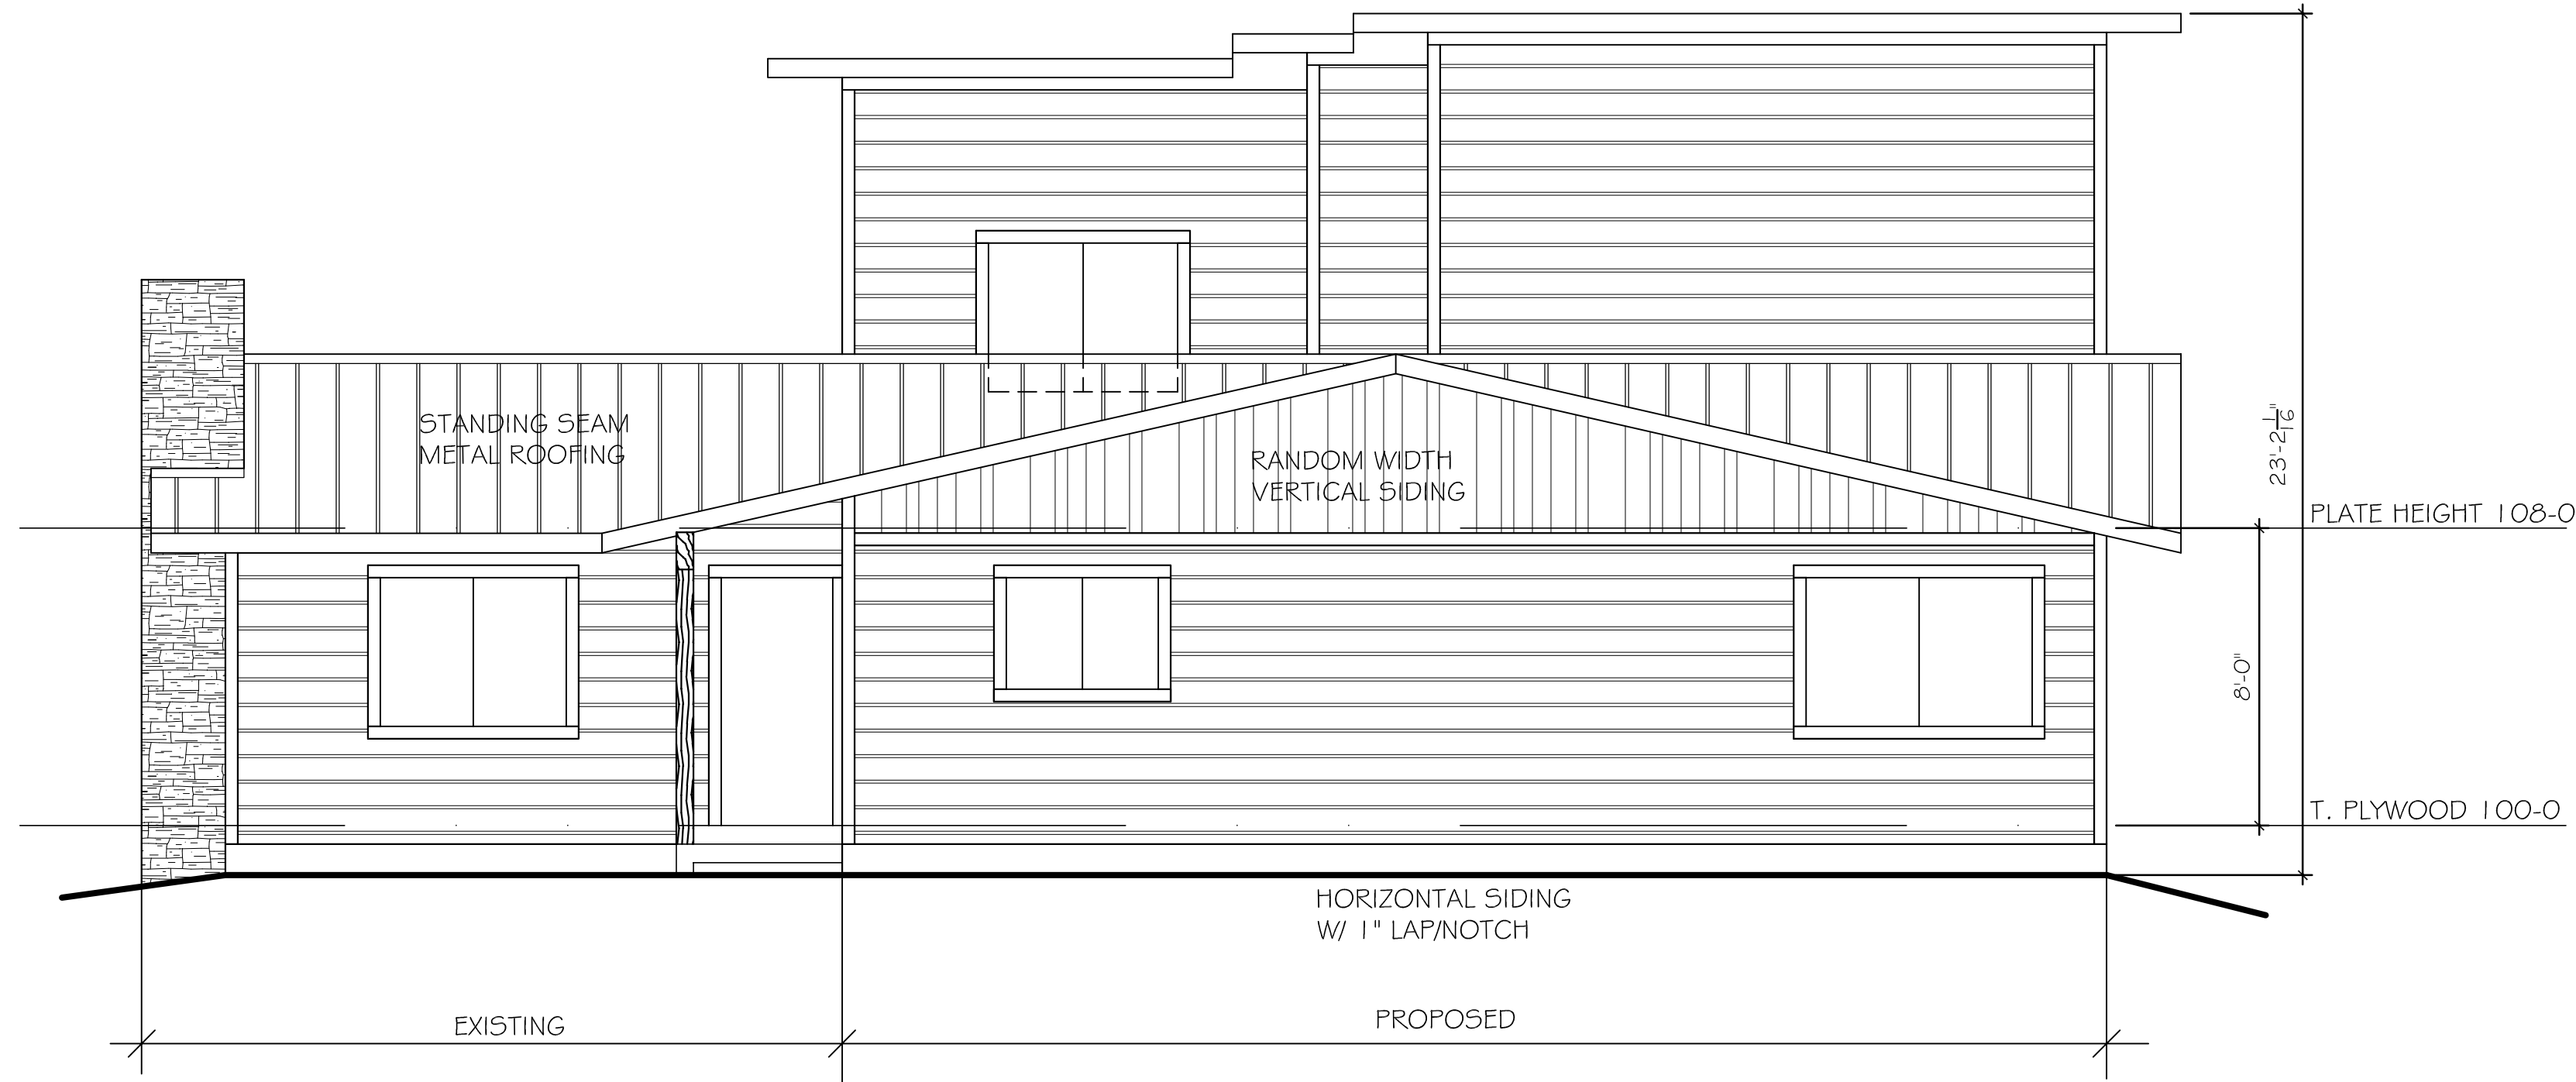 STANDING SEAM
METAL ROOFING
RANDOM WIDTH
VERTICAL SIDING
23'-2 1/16"
PLATE HEIGHT 108-0
8'-0"
T. PLYWOOD 100-0
HORIZONTAL SIDING
W/ 1" LAP/NOTCH
EXISTING
PROPOSED